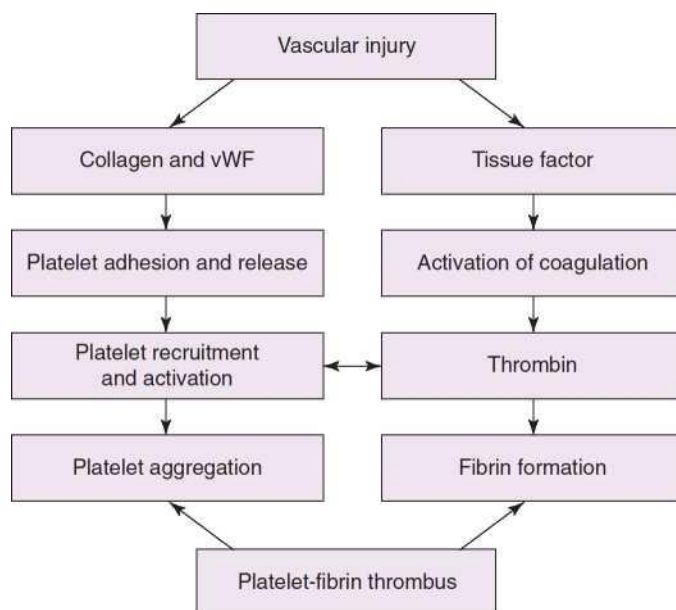 Vascular injury
Collagen and vWF
Tissue factor
Platelet adhesion and release
Activation of coagulation
Platelet recruitment
and activation
Thrombin
Platelet aggregation
Fibrin formation
Platelet-fibrin thrombus